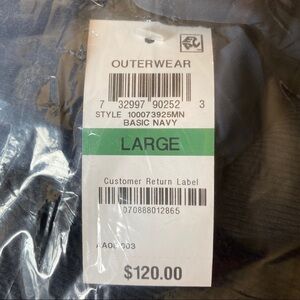 OUTERWEAR
7 32997 90252 3
STYLE 100073925MN
BASIC NAVY
LARGE
Customer Return Label
070888012865
$120.00